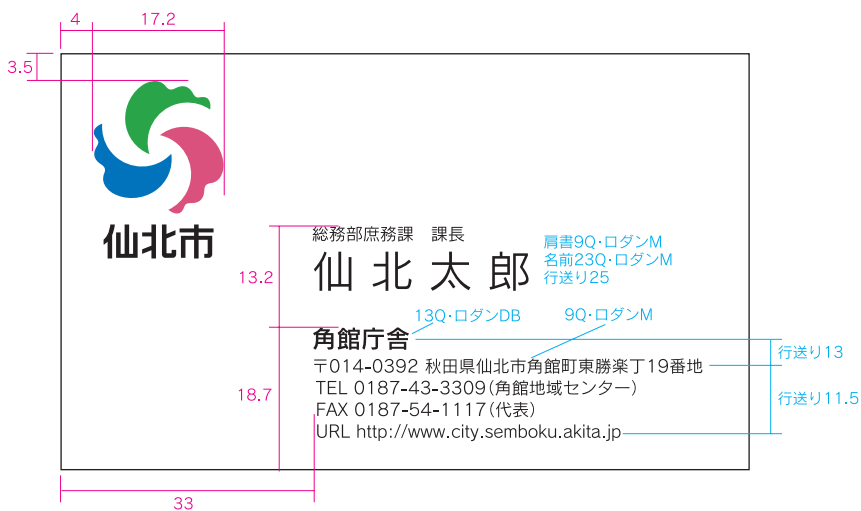 4
17.2
3.5
仙北市
総務部庶務課　課長
仙北太郎
肩書9Q・ロダンM
名前23Q・ロダンM
行送り25
13.2
13Q・ロダンDB
9Q・ロダンM
角館庁舎
〒014-0392 秋田県仙北市角館町東勝楽丁19番地
TEL 0187-43-3309(角館地域センター)
FAX 0187-54-1117(代表)
URL http://www.city.semboku.akita.jp
行送り13
行送り11.5
18.7
33